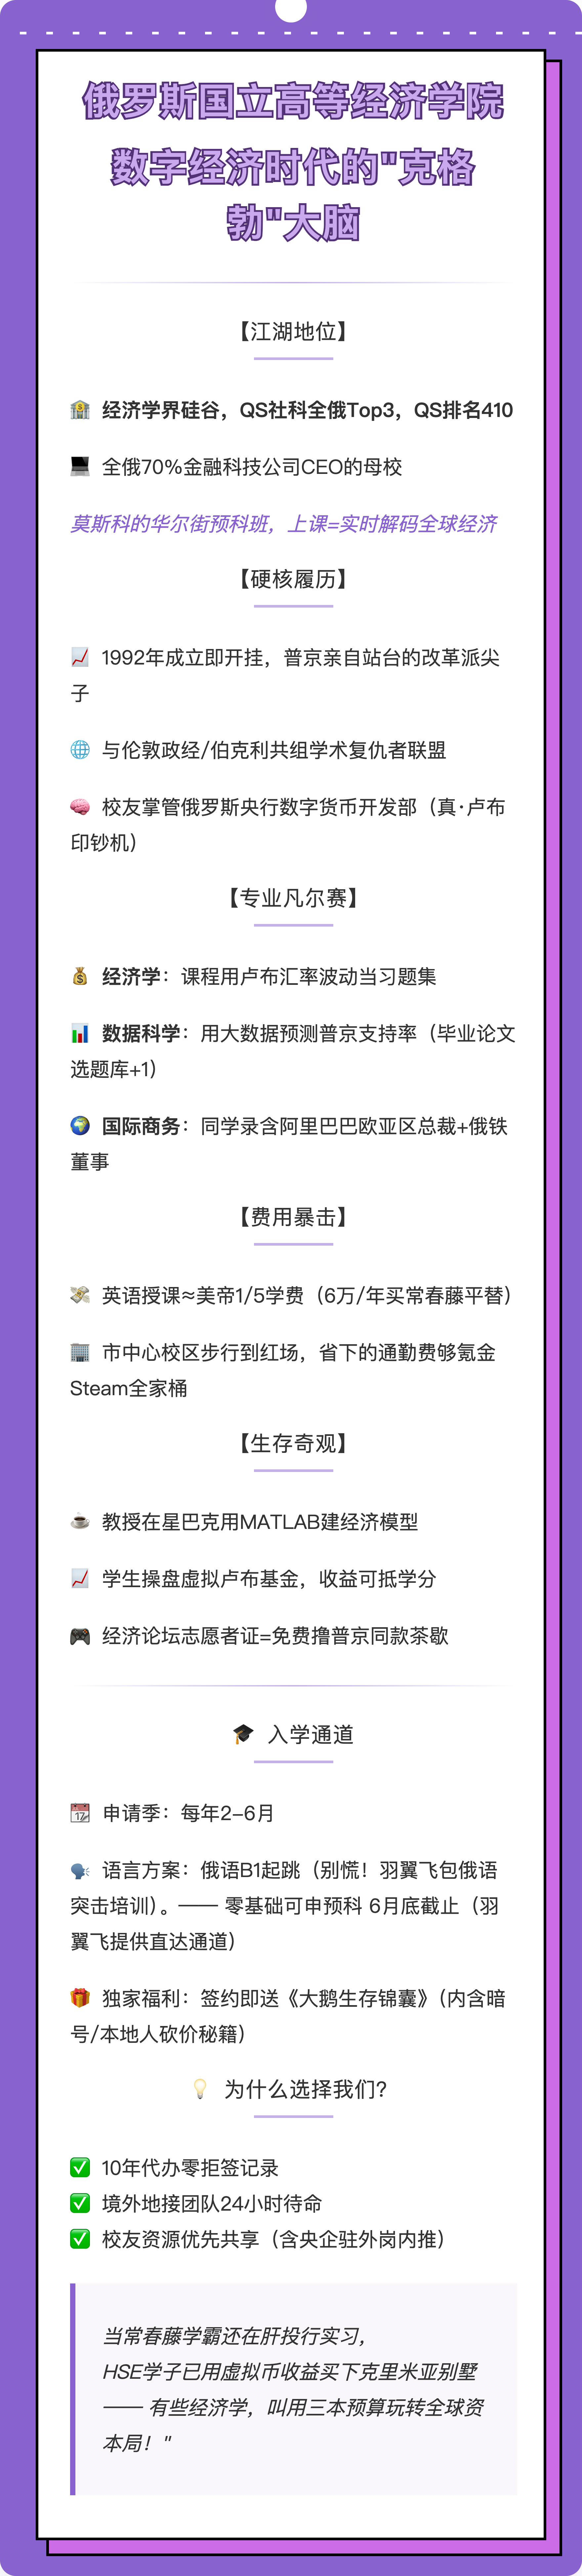 俄罗斯国立高等经济学院
数字经济时代的"克格
勃"大脑
【江湖地位】
🏦 经济学界硅谷，QS社科全俄Top3，QS排名410
💻 全俄70%金融科技公司CEO的母校
莫斯科的华尔街预科班，上课=实时解码全球经济
【硬核履历】
📈 1992年成立即开挂，普京亲自站台的改革派尖
子
🌐 与伦敦政经/伯克利共组学术复仇者联盟
🧠 校友掌管俄罗斯央行数字货币开发部（真·卢布
印钞机）
【专业凡尔赛】
💰 经济学：课程用卢布汇率波动当习题集
📊 数据科学：用大数据预测普京支持率（毕业论文
选题库+1）
🌍 国际商务：同学录含阿里巴巴欧亚区总裁+俄铁
董事
【费用暴击】
💸 英语授课≈美帝1/5学费（6万/年买常春藤平替）
🏢 市中心校区步行到红场，省下的通勤费够氪金
Steam全家桶
【生存奇观】
☕ 教授在星巴克用MATLAB建经济模型
📈 学生操盘虚拟卢布基金，收益可抵学分
🎮 经济论坛志愿者证=免费撸普京同款茶歇
🎓 入学通道
📆 申请季：每年2-6月
🗣️ 语言方案：俄语B1起跳（别慌！羽翼飞包俄语
突击培训）。—— 零基础可申预科 6月底截止（羽
翼飞提供直达通道）
🎁 独家福利：签约即送《大鹅生存锦囊》（内含暗
号/本地人砍价秘籍）
💡 为什么选择我们？
✅ 10年代办零拒签记录
✅ 境外地接团队24小时待命
✅ 校友资源优先共享（含央企驻外岗内推）
当常春藤学霸还在肝投行实习，
HSE学子已用虚拟币收益买下克里米亚别墅
—— 有些经济学，叫用三本预算玩转全球资
本局！"